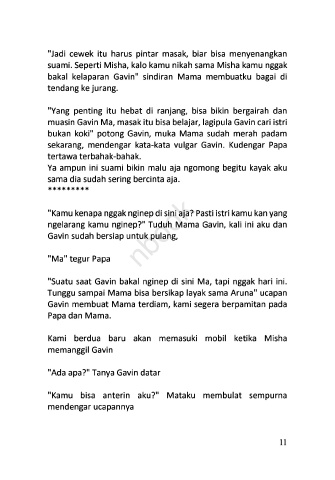 "Jadi cewek itu harus pintar masak, biar bisa menyenangkan
suami. Seperti Misha, kalo kamu nikah sama Misha kamu nggak
bakal kelaparan Gavin" sindiran Mama membuatku bagai di
tendang ke jurang.
"Yang penting itu hebat di ranjang, bisa bikin bergairah dan
muasin Gavin Ma, masak itu bisa belajar, lagipula Gavin cari istri
bukan koki" potong Gavin, muka Mama sudah merah padam
sekarang, mendengar kata-kata vulgar Gavin. Kudengar Papa
tertawa terbahak-bahak.
Ya ampun ini suami bikin malu aja ngomong begitu kayak aku
sama dia sudah sering bercinta aja.
*********
"Kamu kenapa nggak nginep di sini aja? Pasti istri kamu kan yang
ngelarang kamu nginep?" Tuduh Mama Gavin, kali ini aku dan
Gavin sudah bersiap untuk pulang,
"Ma" tegur Papa
"Suatu saat Gavin bakal nginep di sini Ma, tapi nggak hari ini.
Tunggu sampai Mama bisa bersikap layak sama Aruna" ucapan
Gavin membuat Mama terdiam, kami segera berpamitan pada
Papa dan Mama.
Kami berdua baru akan memasuki mobil ketika Misha
memanggil Gavin
"Ada apa?" Tanya Gavin datar
"Kamu bisa anterin aku?" Mataku membulat sempurna
mendengar ucapannya
11